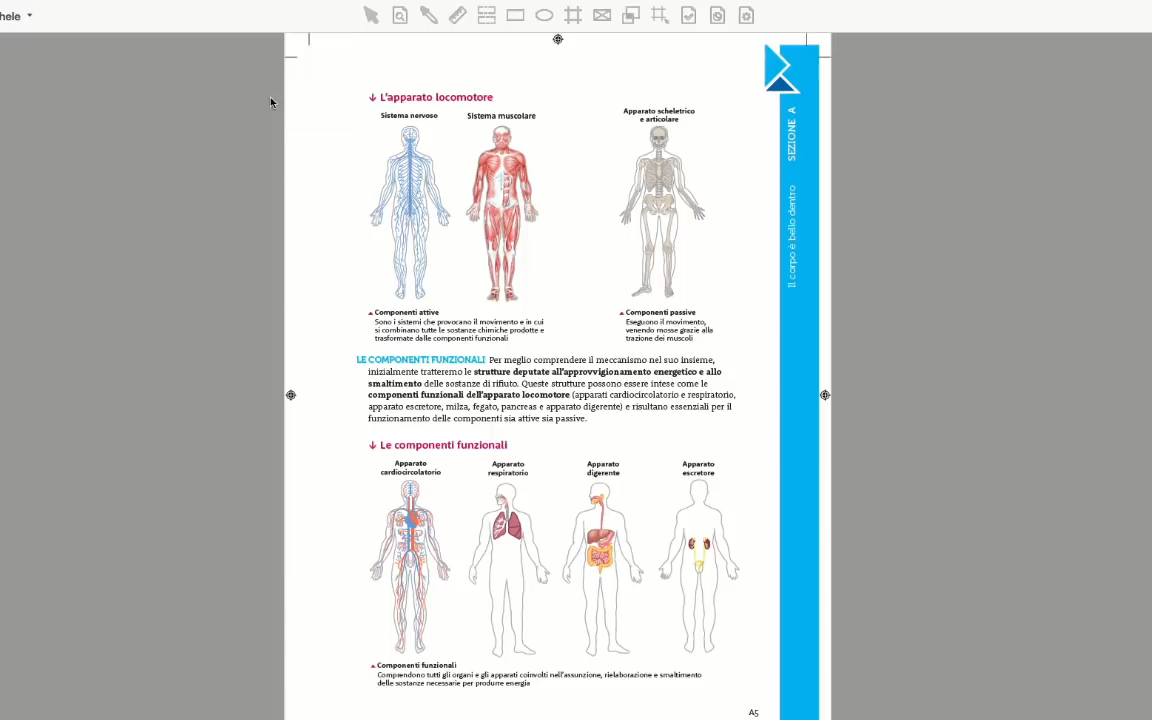 hele
L'apparato locomotore
Sistema nervoso
Sistema muscolare
Apparato scheletrico
e articolare
Componenti attive
Sono i sistemi che provocano il movimento e in cui
si combinano tutte le sostanze chimiche prodotte e
trasformate dalle componenti funzionali
Componenti passive
Eseguono il movimento,
venendo mosse grazie alla
trazione dei muscoli
LE COMPONENTI FUNZIONALI Per meglio comprendere il meccanismo nel suo insieme,
inizialmente tratteremo le strutture deputate all'approvvigionamento energetico e allo
smaltimento delle sostanze di rifiuto. Queste strutture possono essere intese come le
componenti funzionali dell'apparato locomotore (apparati cardiocircolatorio e respiratorio,
apparato escretore, milza, fegato, pancreas e apparato digerente) e risultano essenziali per il
funzionamento delle componenti sia attive sia passive.
Le componenti funzionali
Apparato
cardiocircolatorio
Apparato
respiratorio
Apparato
digerente
Apparato
escretore
Componenti funzionali
Comprendono tutti gli organi e gli apparati coinvolti nell'assunzione, rielaborazione e smaltimento
delle sostanze necessarie per produrre energia
A5
SEZIONE A
Il corpo è bello dentro